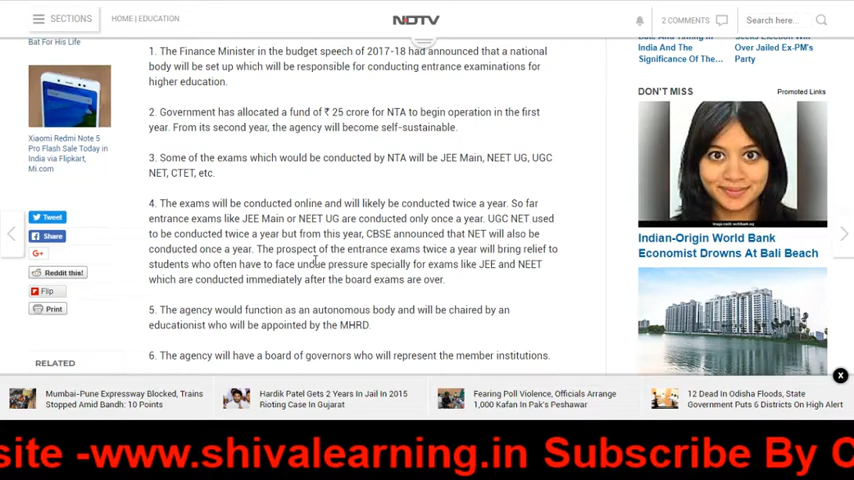 SECTIONS
HOME | EDUCATION
NDTV
2 COMMENTS
Search here...
Bat For His Life
Xiaomi Redmi Note 5
Pro Flash Sale Today in
India via Flipkart,
Mi.com
Tweet
Share
G+
Reddit this!
Flip
Print
RELATED
1. The Finance Minister in the budget speech of 2017-18 had announced that a national
body will be set up which will be responsible for conducting entrance examinations for
higher education.
2. Government has allocated a fund of ₹ 25 crore for NTA to begin operation in the first
year. From its second year, the agency will become self-sustainable.
3. Some of the exams which would be conducted by NTA will be JEE Main, NEET UG, UGC
NET, CTET, etc.
4. The exams will be conducted online and will likely be conducted twice a year. So far
entrance exams like JEE Main or NEET UG are conducted only once a year. UGC NET used
to be conducted twice a year but from this year, CBSE announced that NET will also be
conducted once a year. The prospect of the entrance exams twice a year will bring relief to
students who often have to face undue pressure specially for exams like JEE and NEET
which are conducted immediately after the board exams are over.
5. The agency would function as an autonomous body and will be chaired by an
educationist who will be appointed by the MHRD.
6. The agency will have a board of governors who will represent the member institutions.
India And The
Significance Of The...
Will
Over Jailed Ex-PM's
Party
DON'T MISS
Promoted Links
Indian-Origin World Bank
Economist Drowns At Bali Beach
x
Mumbai-Pune Expressway Blocked, Trains
Stopped Amid Bandh: 10 Points
Hardik Patel Gets 2 Years In Jail In 2015
Rioting Case In Gujarat
Fearing Poll Violence, Officials Arrange
1,000 Kafan In Pak's Peshawar
12 Dead In Odisha Floods, State
Government Puts 6 Districts On High Alert
site -www.shivalearning.in Subscribe By C